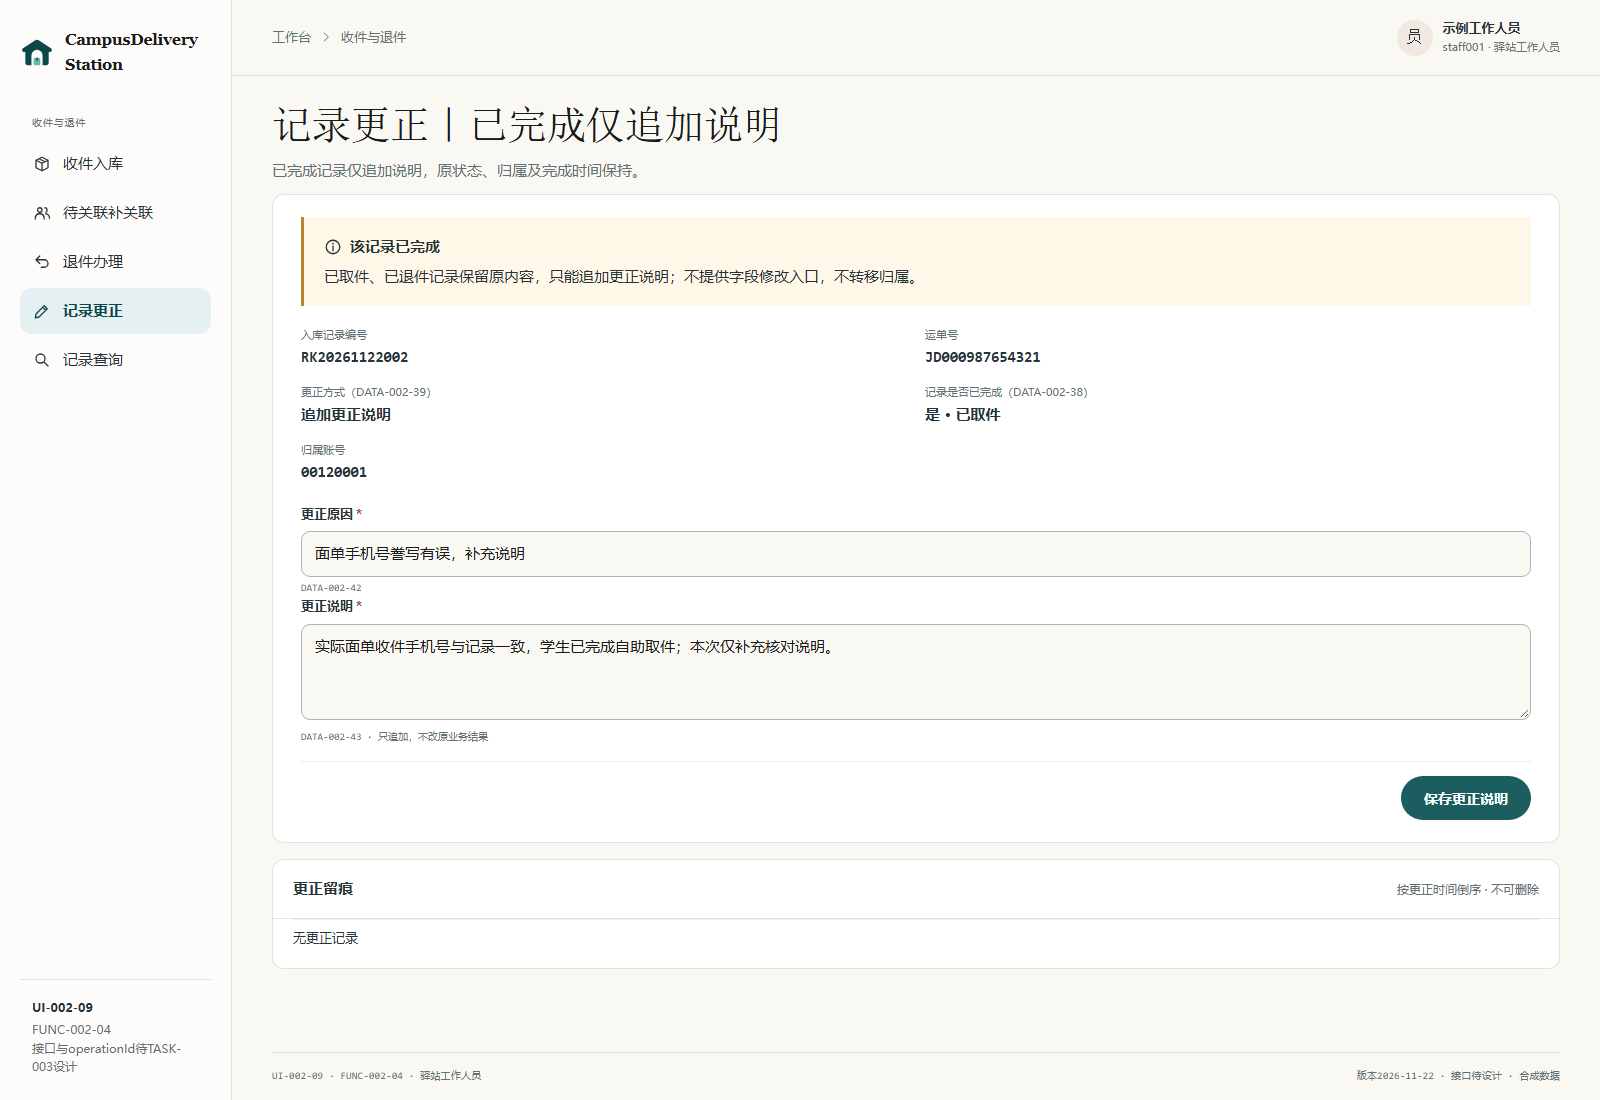 CampusDelivery
Station
收件与退件
收件入库
待关联补关联
退件办理
记录更正
记录查询
UI-002-09
FUNC-002-04
接口与operationId待TASK-
003设计
工作台 > 收件与退件
员
示例工作人员
staff001 · 驿站工作人员
记录更正｜已完成仅追加说明
已完成记录仅追加说明，原状态、归属及完成时间保持。
该记录已完成
已取件、已退件记录保留原内容，只能追加更正说明；不提供字段修改入口，不转移归属。
入库记录编号
RK20261122002
运单号
JD000987654321
更正方式（DATA-002-39）
追加更正说明
记录是否已完成（DATA-002-38）
是 • 已取件
归属账号
00120001
更正原因 *
面单手机号誊写有误，补充说明
DATA-002-42
更正说明 *
实际面单收件手机号与记录一致，学生已完成自助取件；本次仅补充核对说明。
DATA-002-43 · 只追加，不改原业务结果
保存更正说明
更正留痕
按更正时间倒序 · 不可删除
无更正记录
UI-002-09 · FUNC-002-04 · 驿站工作人员
版本2026-11-22 · 接口待设计 · 合成数据